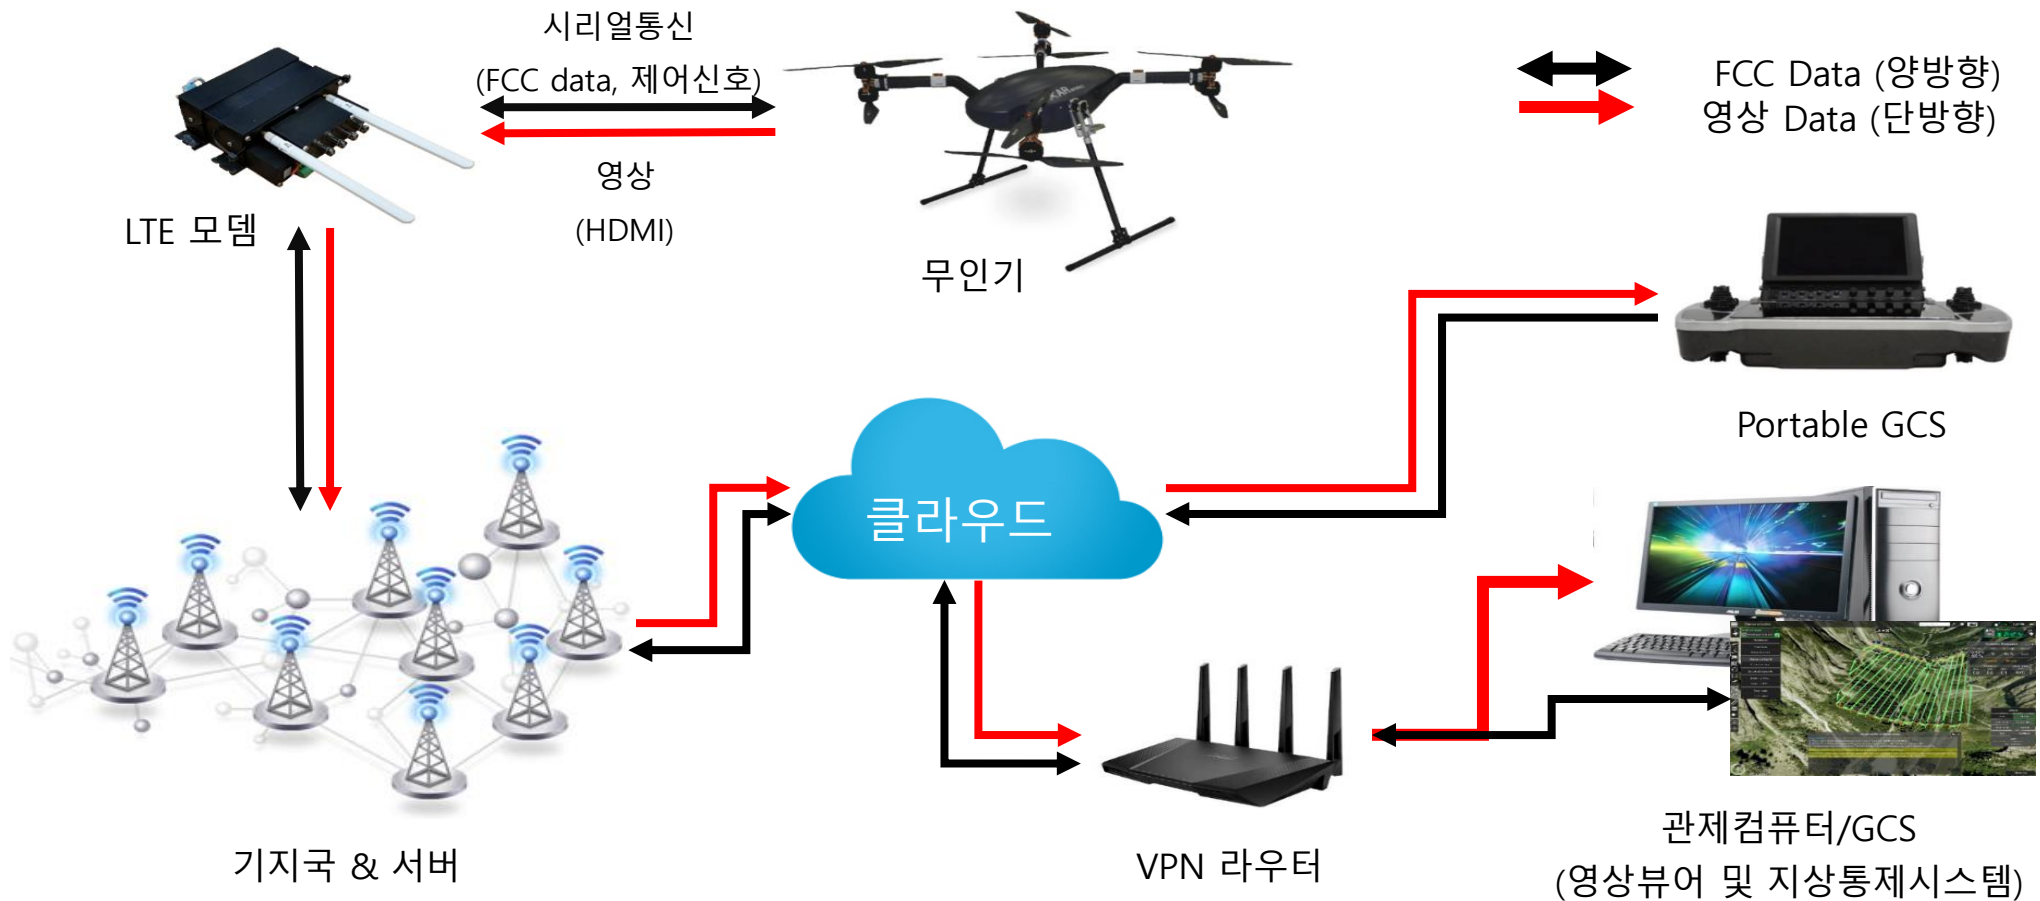 시리얼통신
(FCC data, 제어신호)
영상
(HDMI)
LTE 모뎀
무인기
FCC Data (양방향)
영상 Data (단방향)
Portable GCS
클라우드
기지국 & 서버
VPN 라우터
관제컴퓨터/GCS
(영상뷰어 및 지상통제시스템)